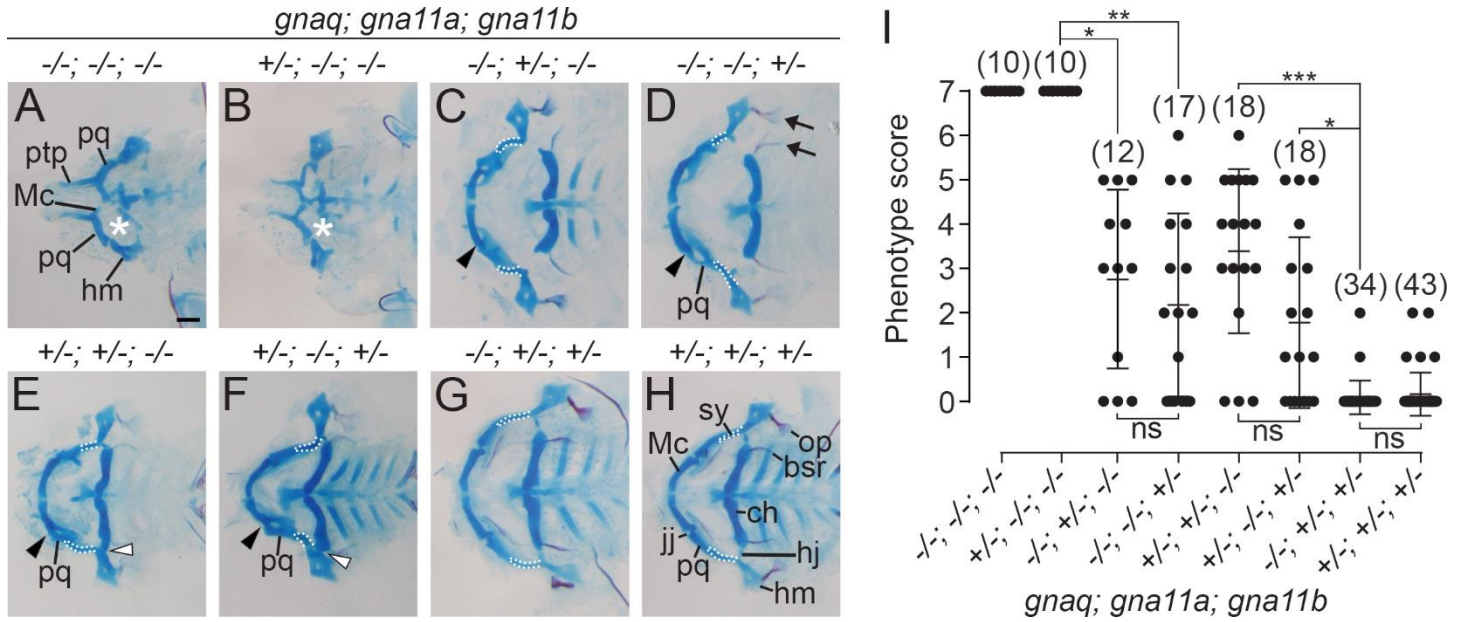 gnaq; gna11a; gna11b
-/-; -/-; -/-
+/-; -/-; -/-
-/-; +/-; -/-
-/-; -/-; +/-
A
pq
ptp
Mc
*
pq
hm
B
*
C
D
pq
+/-; +/-; -/-
+/-; -/-; +/-
-/-; +/-; +/-
+/-; +/-; +/-
E
pq
F
pq
G
H
sy
Mc
op
bsr
ch
jj
pq
hj
hm
I
**
*
***
*
(10)
(10)
(12)
(17)
(18)
(18)
(34)
(43)
Phenotype score
7
6
5
4
3
2
1
0
ns
ns
ns
-/-; -/-; -/-
+/-; -/-; -/-
-/-; +/-; -/-
-/-; -/-; +/-
+/-; +/-; -/-
+/-; -/-; +/-
-/-; +/-; +/-
+/-; +/-; +/-
gnaq; gna11a; gna11b